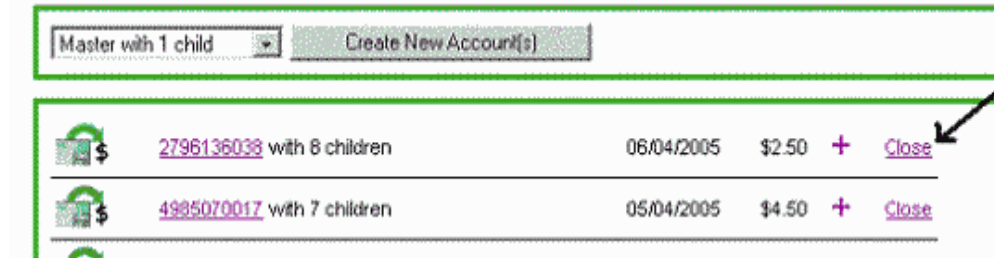 Master with 1 child Create New Account(s)
$ 2796136038 with 8 children 06/04/2005 $2.50 + Close
$ 4985070017 with 7 children 05/04/2005 $4.50 + Close